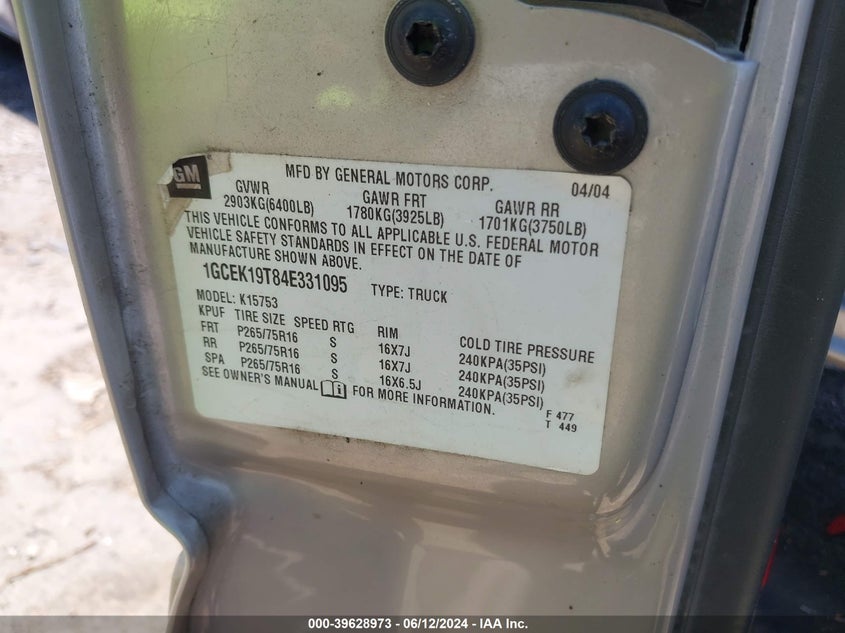 GM
MFD BY GENERAL MOTORS CORP. 04/04
GVWR GAWR FRT GAWR RR
2903KG(6400LB) 1780KG(3925LB) 1701KG(3750LB)
THIS VEHICLE CONFORMS TO ALL APPLICABLE U.S. FEDERAL MOTOR
VEHICLE SAFETY STANDARDS IN EFFECT ON THE DATE OF
MANUFACTURE SHOWN ABOVE.
1GCEK19T84E331095 TYPE: TRUCK
MODEL: K15753
KPUF TIRE SIZE SPEED RTG RIM COLD TIRE PRESSURE
FRT P265/75R16 S 16X7J 240KPA(35PSI)
RR P265/75R16 S 16X7J 240KPA(35PSI)
SPA P265/75R16 S 16X6.5J 240KPA(35PSI)
SEE OWNER'S MANUAL FOR MORE INFORMATION.
F 477
T 449
000-39628973 - 06/12/2024 - IAA Inc.